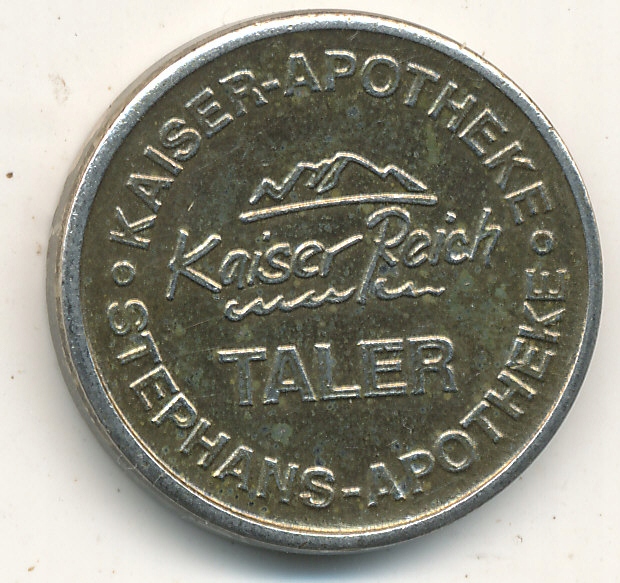 KAISER-APOTHEKE
Kaiser Reich
TALER
STEPHANS-APOTHEKE